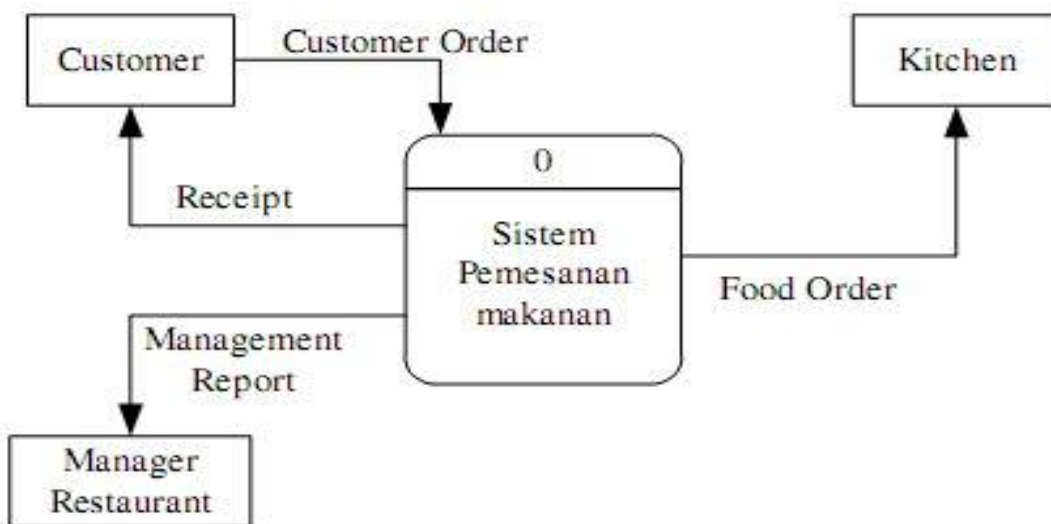 Customer
Customer Order
Kitchen
0
Receipt
Sistem
Pemesanan
makanan
Food Order
Management
Report
Manager
Restaurant